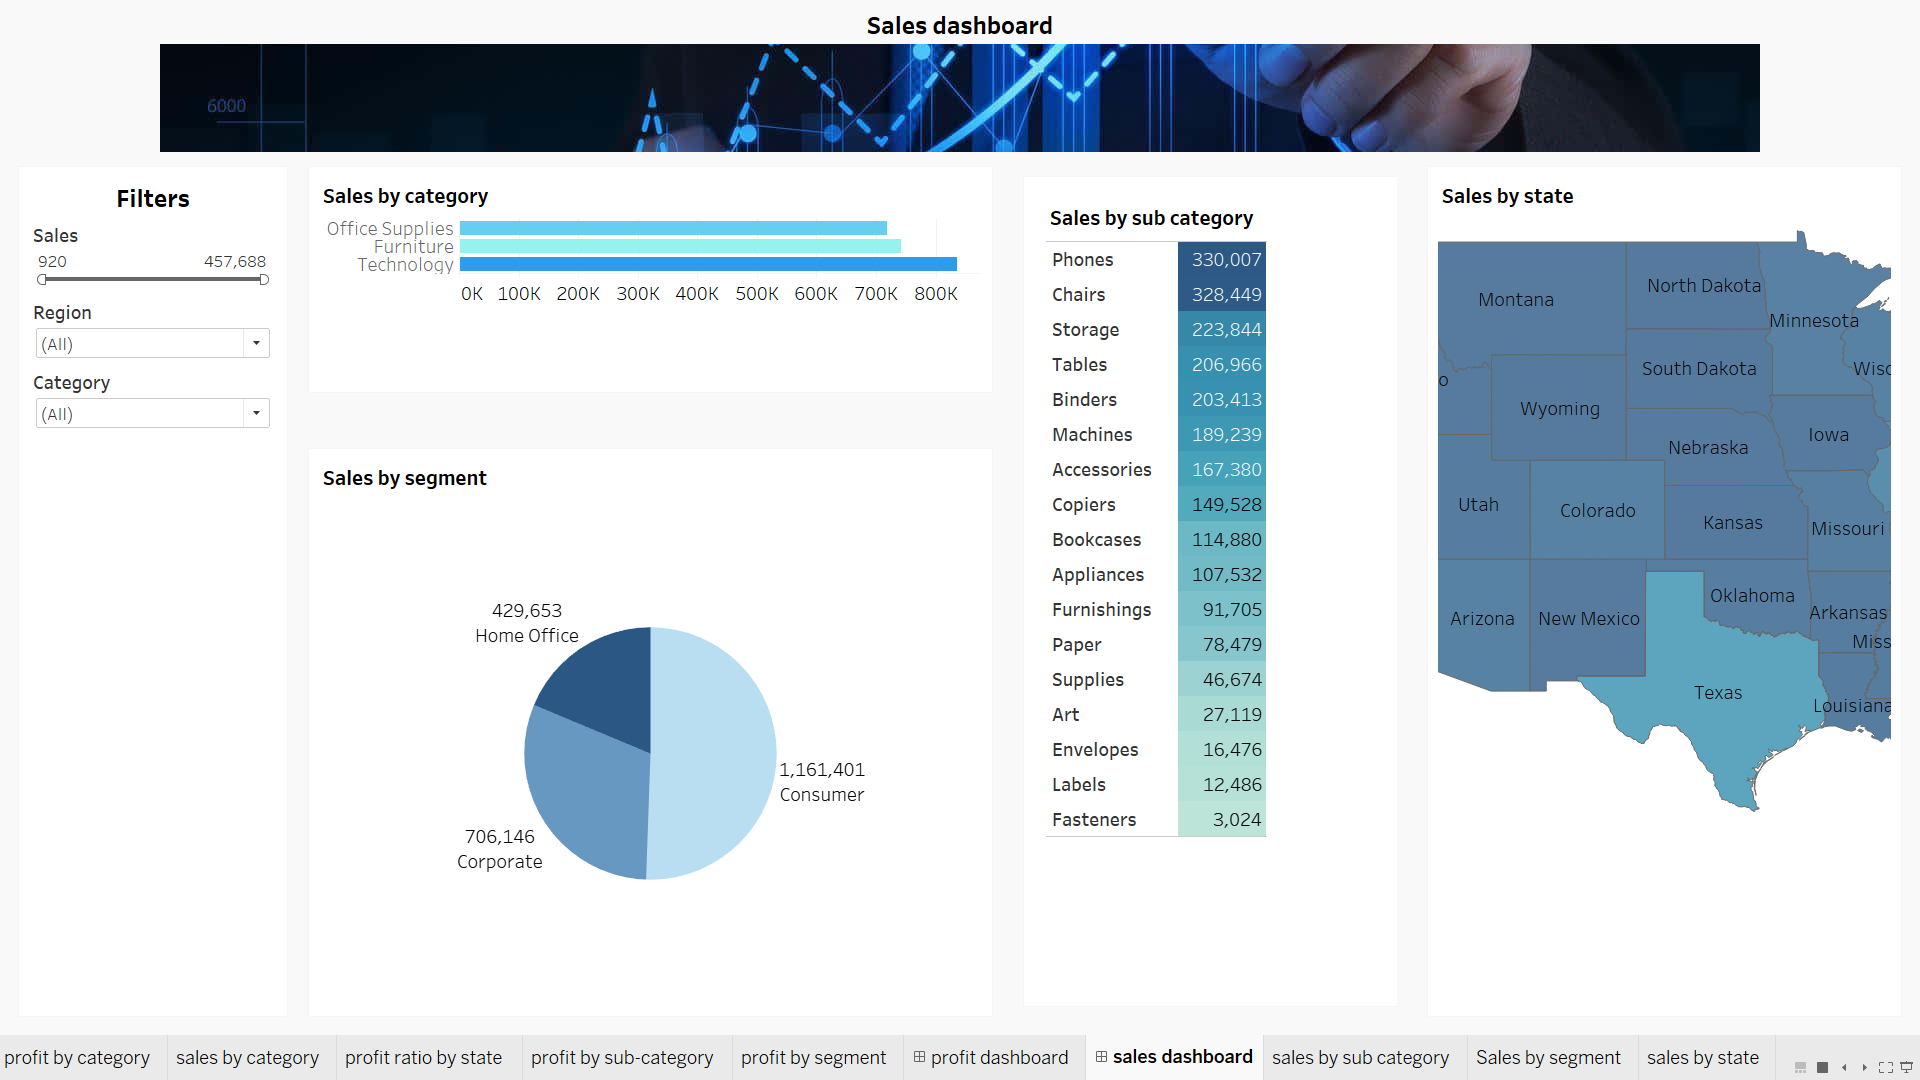 Sales dashboard
6000
Filters
Sales
920 457,688
Region
(All)
Category
(All)
Sales by category
Office Supplies
Furniture
Technology
0K 100K 200K 300K 400K 500K 600K 700K 800K
Sales by segment
429,653
Home Office
1,161,401
Consumer
706,146
Corporate
Sales by sub category
Phones 330,007
Chairs 328,449
Storage 223,844
Tables 206,966
Binders 203,413
Machines 189,239
Accessories 167,380
Copiers 149,528
Bookcases 114,880
Appliances 107,532
Furnishings 91,705
Paper 78,479
Supplies 46,674
Art 27,119
Envelopes 16,476
Labels 12,486
Fasteners 3,024
Sales by state
Montana
North Dakota
Minnesota
South Dakota
Wisc
o
Wyoming
Iowa
Nebraska
Utah
Colorado
Kansas
Missouri
Oklahoma
Arizona
New Mexico
Arkansas
Miss
Texas
Louisiana
profit by category sales by category profit ratio by state profit by sub-category profit by segment profit dashboard sales dashboard sales by sub category Sales by segment sales by state